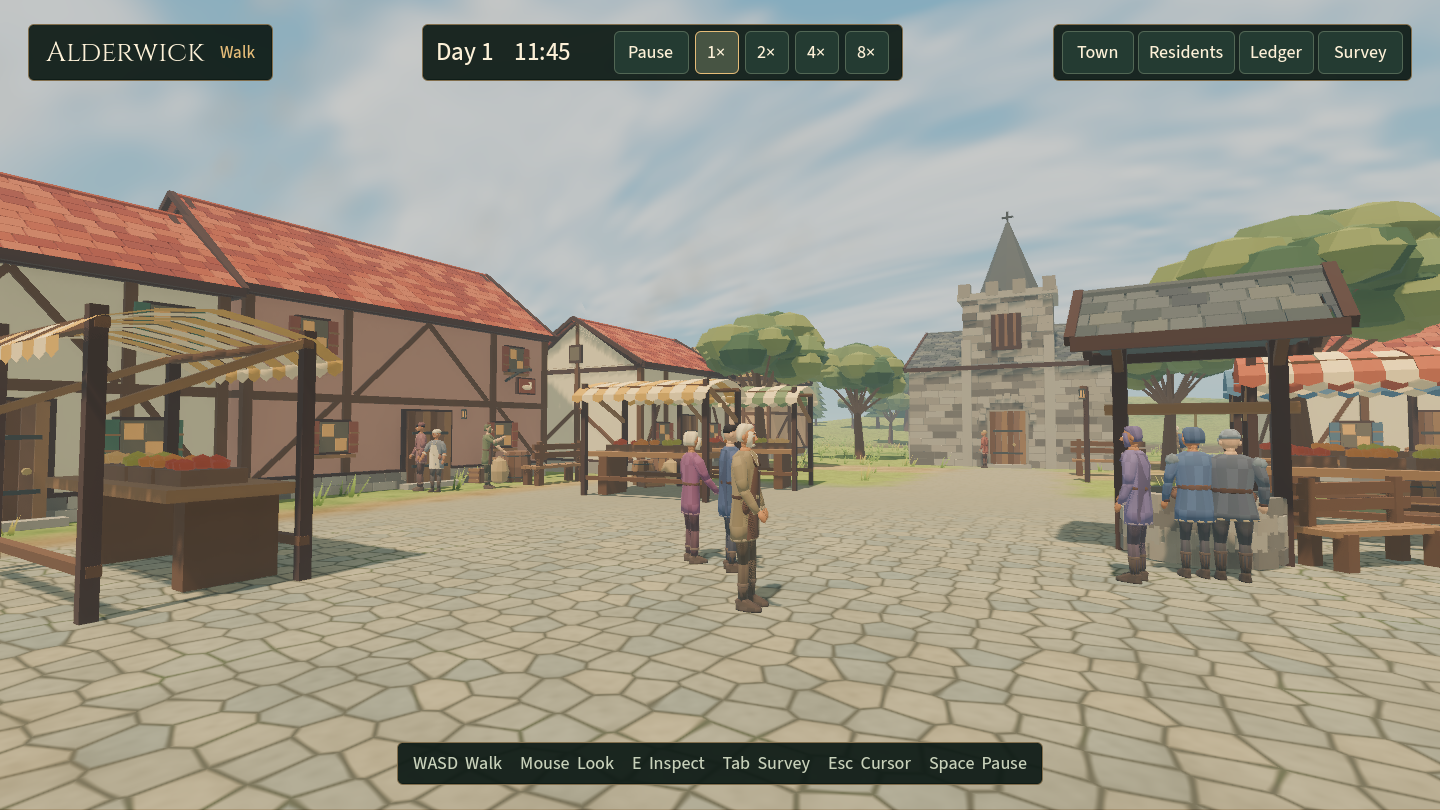 ALDERWICK Walk
Day 1 11:45 Pause 1× 2× 4× 8×
Town Residents Ledger Survey
WASD Walk Mouse Look E Inspect Tab Survey Esc Cursor Space Pause